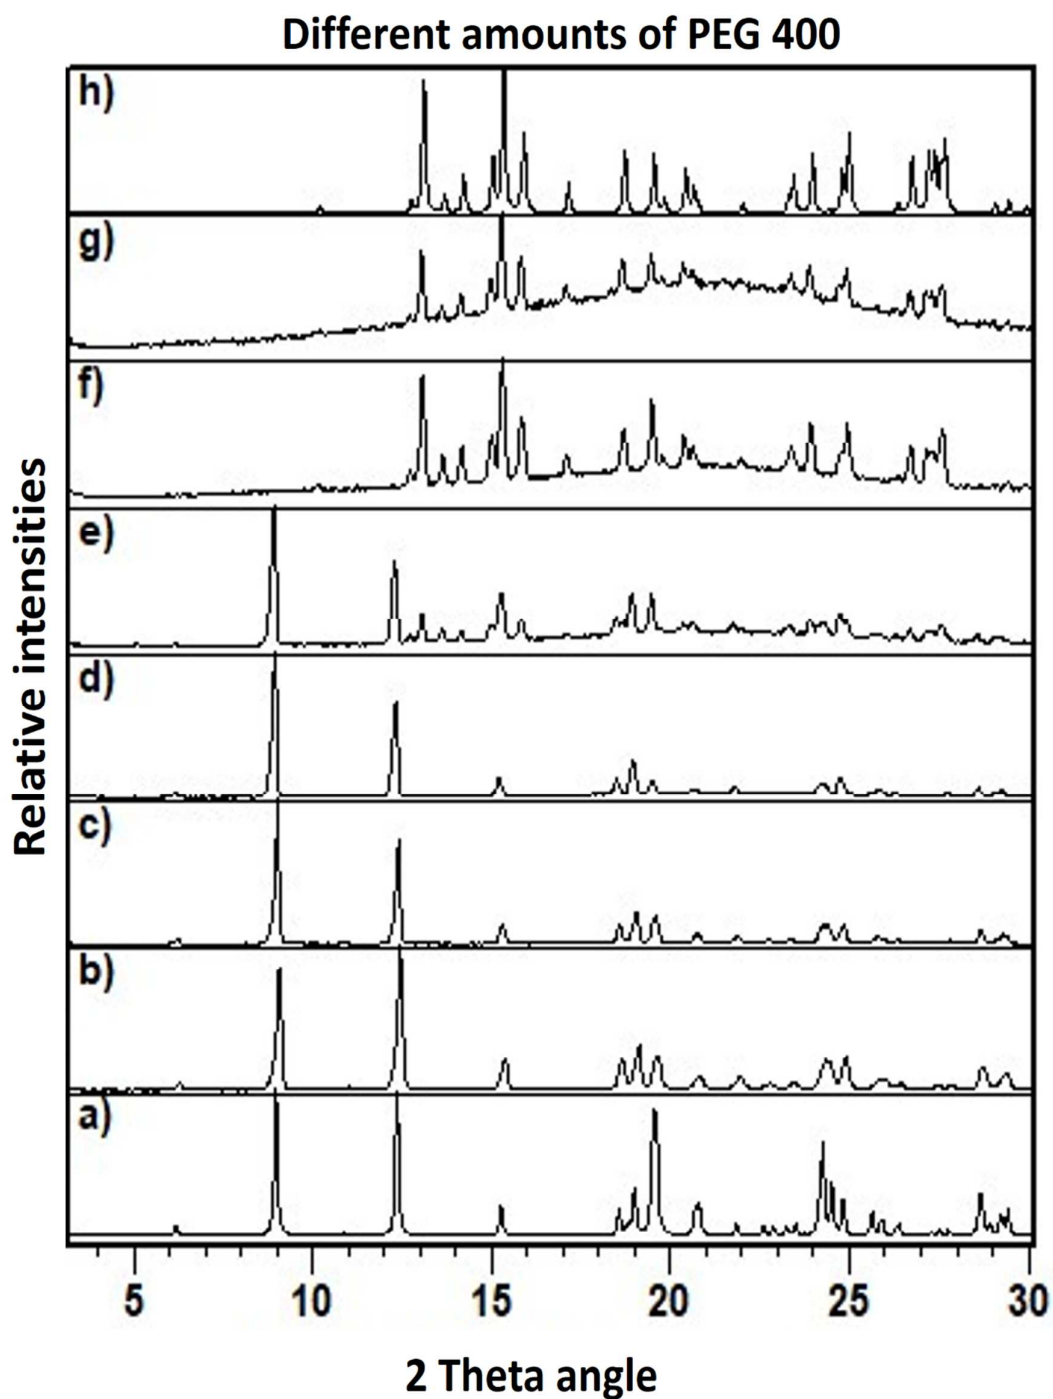 Different amounts of PEG 400
h)
g)
f)
e)
d)
c)
b)
a)
Relative intensities
5 10 15 20 25 30
2 Theta angle